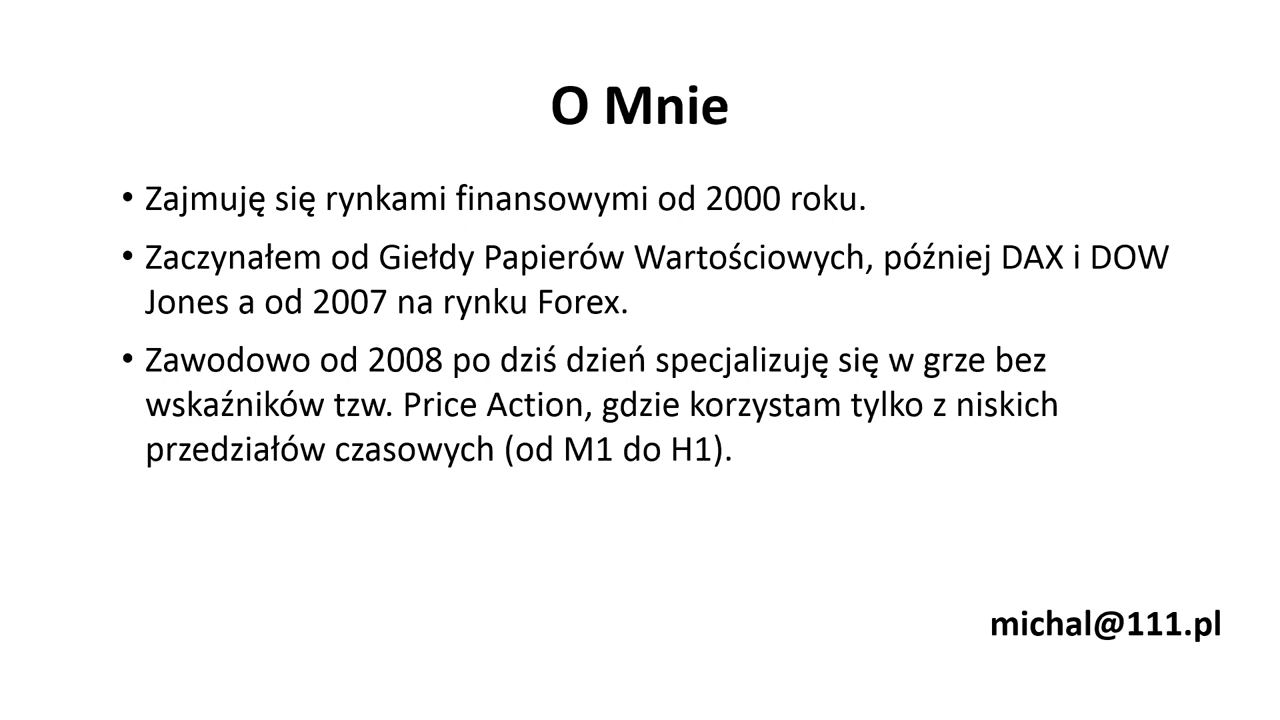 O Mnie
• Zajmuję się rynkami finansowymi od 2000 roku.
• Zaczynałem od Giełdy Papierów Wartościowych, później DAX i DOW
Jones a od 2007 na rynku Forex.
• Zawodowo od 2008 po dziś dzień specjalizuję się w grze bez
wskaźników tzw. Price Action, gdzie korzystam tylko z niskich
przedziałów czasowych (od M1 do H1).
michal@111.pl